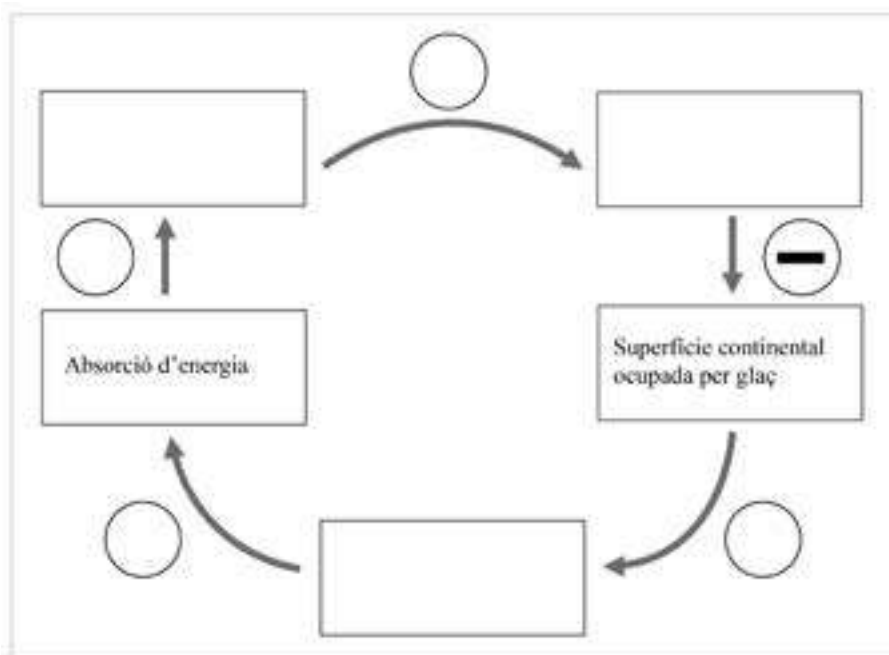 Absorció d'energia
Superfície continental
ocupada per glaç